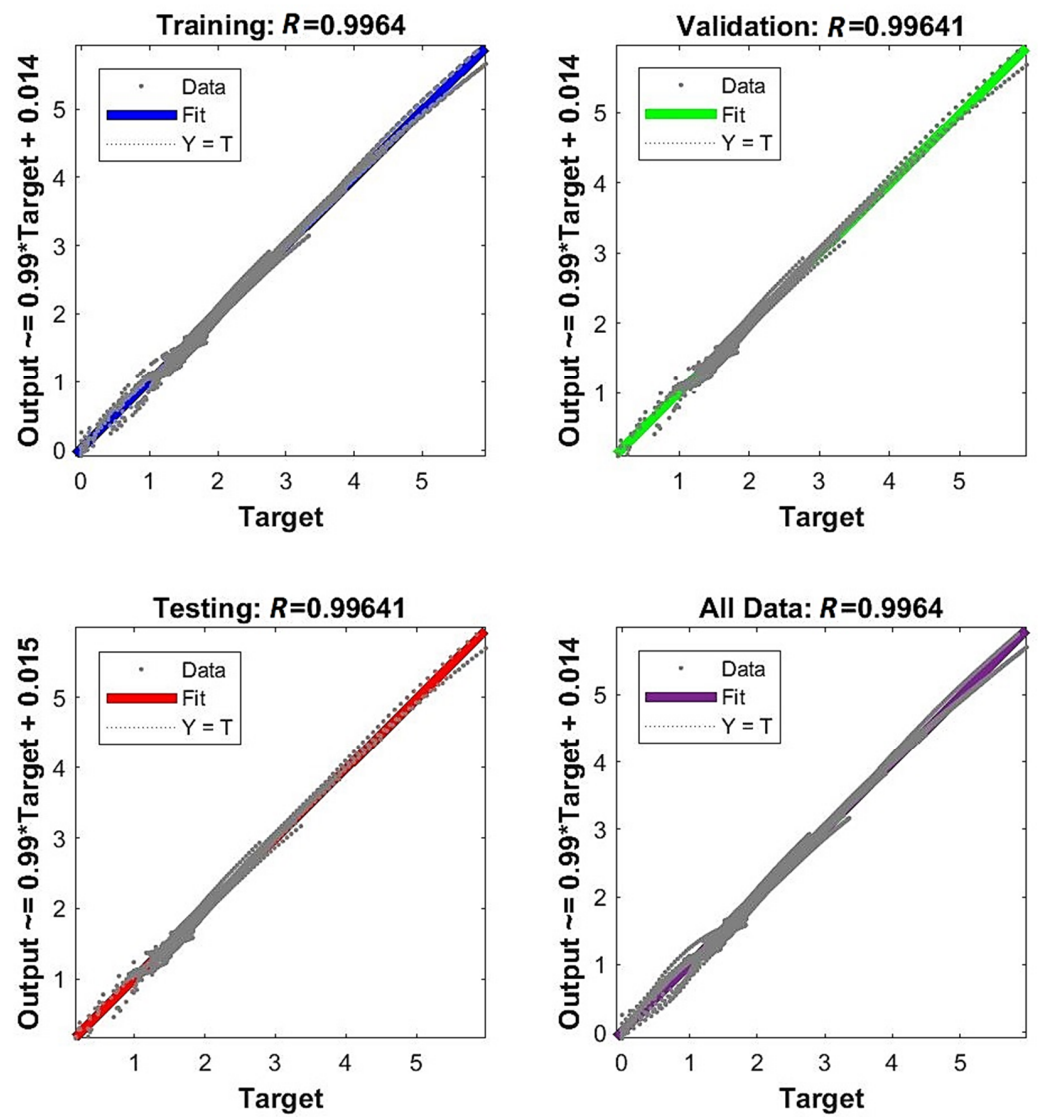 Training: R=0.9964
Output ~= 0.99*Target + 0.014
Data
Fit
Y = T
5
4
3
2
1
0
0 1 2 3 4 5
Target
Validation: R=0.99641
Output ~= 0.99*Target + 0.014
Data
Fit
Y = T
5
4
3
2
1
1 2 3 4 5
Target
Testing: R=0.99641
Output ~= 0.99*Target + 0.015
Data
Fit
Y = T
5
4
3
2
1
1 2 3 4 5
Target
All Data: R=0.9964
Output ~= 0.99*Target + 0.014
Data
Fit
Y = T
5
4
3
2
1
0
0 1 2 3 4 5
Target